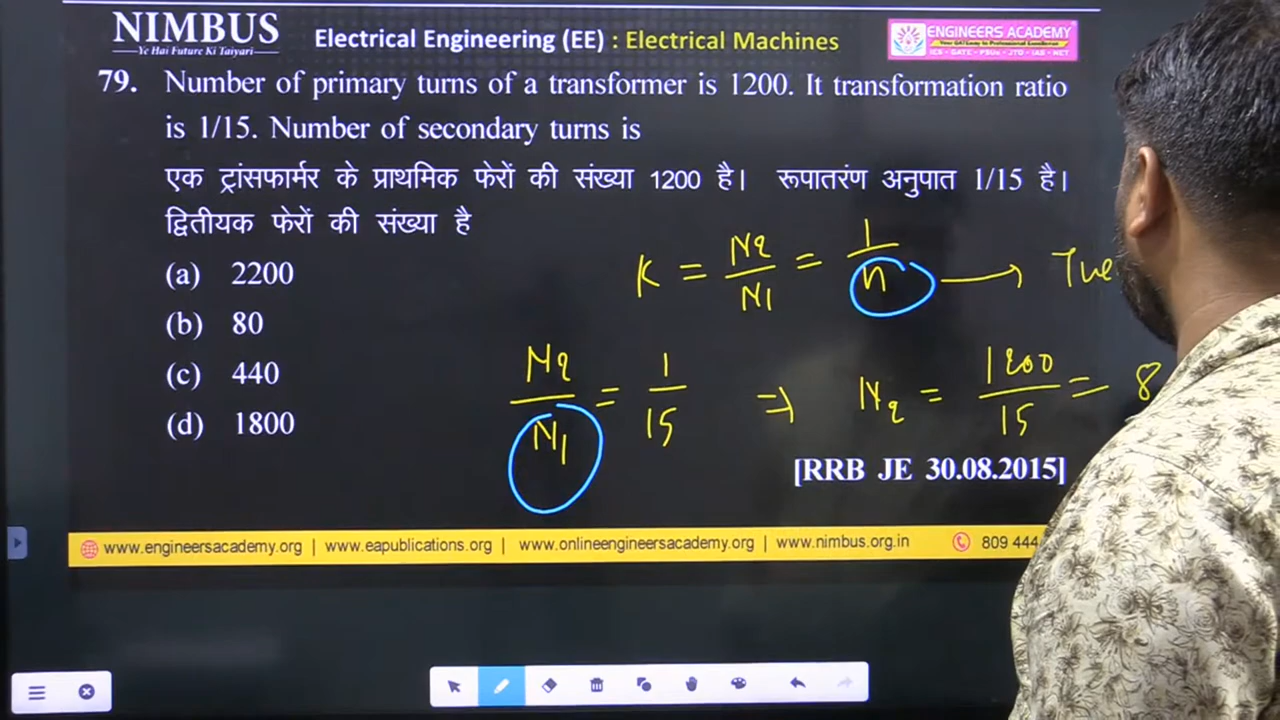 NIMBUS
Ye Hai Future Ki Taiyari
Electrical Engineering (EE) : Electrical Machines
ENGINEERS ACADEMY
79. Number of primary turns of a transformer is 1200. It transformation ratio
is 1/15. Number of secondary turns is
एक ट्रांसफार्मर के प्राथमिक फेरों की संख्या 1200 है। रूपातरंण अनुपात 1/15 है।
द्वितीयक फेरों की संख्या है
(a) 2200
(b) 80
(c) 440
(d) 1800
K = N2/N1 = 1/n →
N2/N1 = 1/15 ⇒ N2 = 1200/15 = 8
[RRB JE 30.08.2015]
www.engineersacademy.org | www.eapublications.org | www.onlineengineersacademy.org | www.nimbus.org.in 809 444